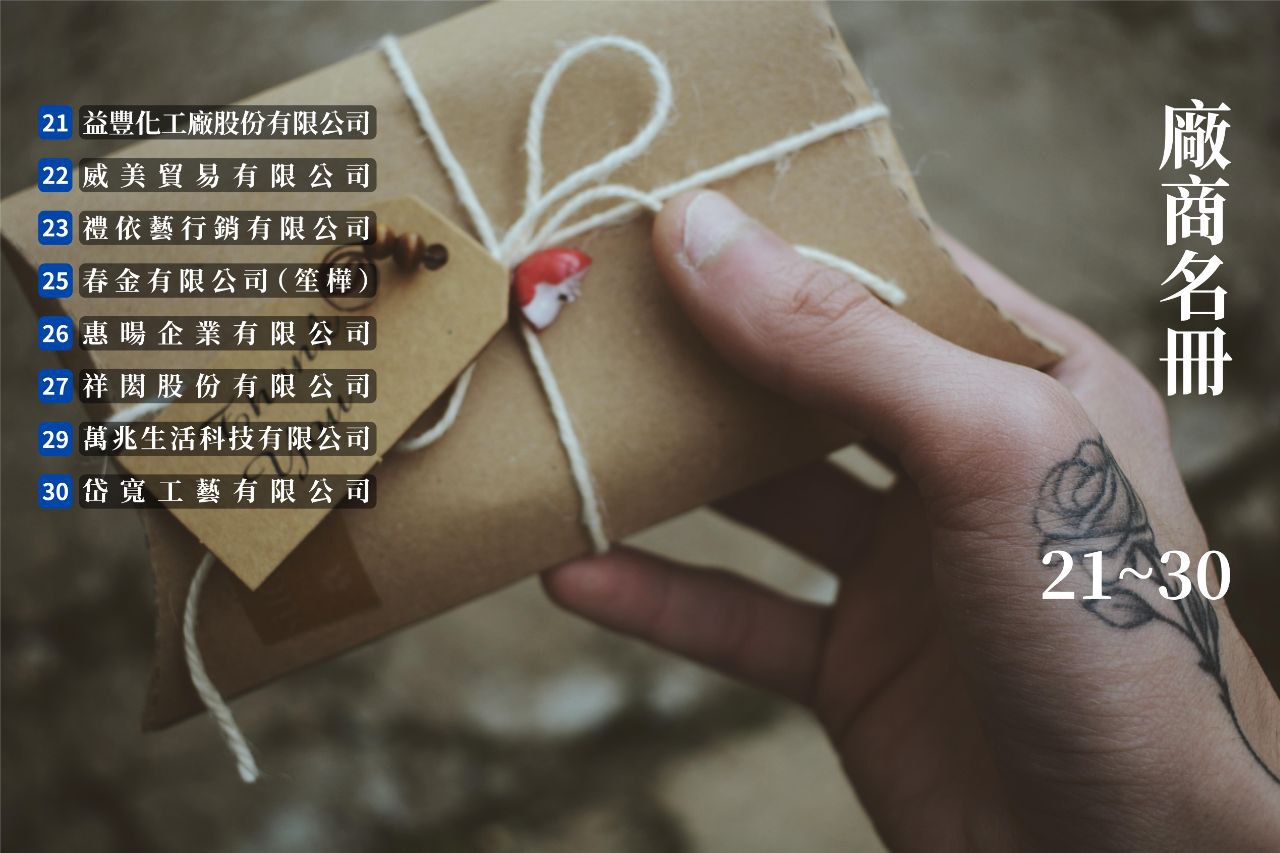 廠商名冊
21~30
21 益豐化工廠股份有限公司
22 威美貿易有限公司
23 禮依藝行銷有限公司
25 春金有限公司(笙樺)
26 惠暘企業有限公司
27 祥閎股份有限公司
29 萬兆生活科技有限公司
30 岱寬工藝有限公司